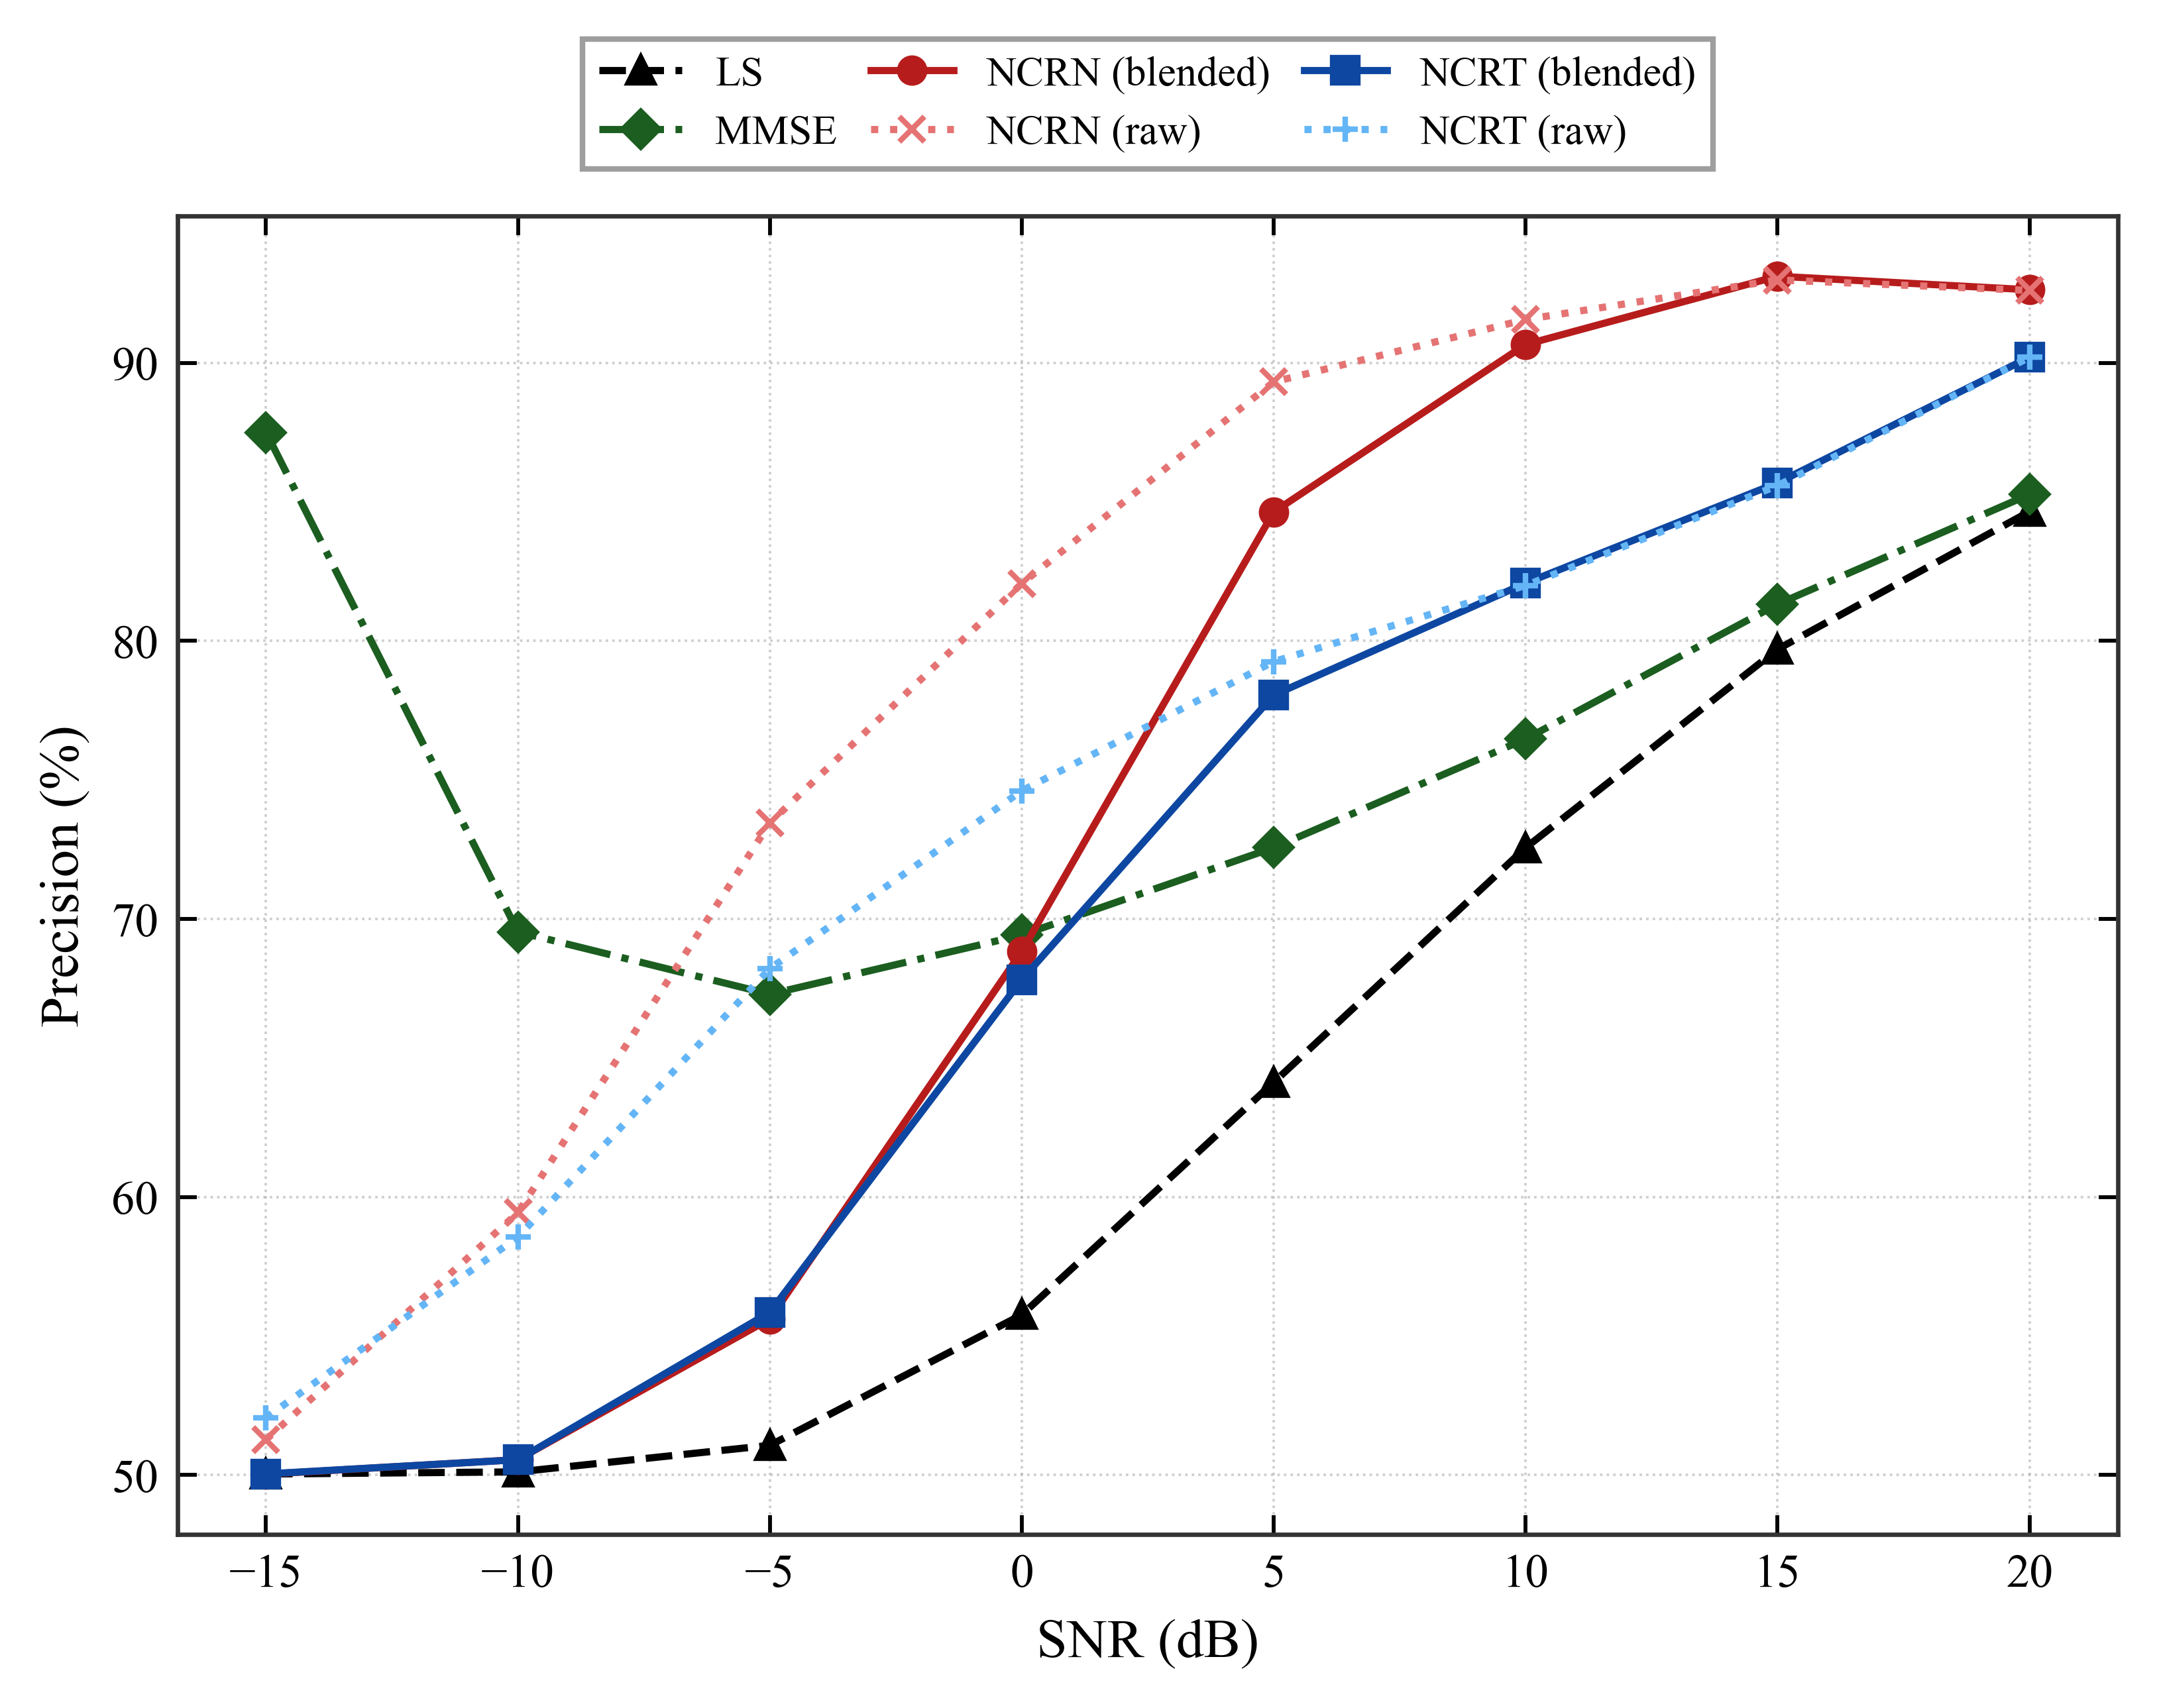 LS
NCRN (blended)
NCRT (blended)
MMSE
NCRN (raw)
NCRT (raw)
Precision (%)
90
80
70
60
50
−15
−10
−5
0
5
10
15
20
SNR (dB)